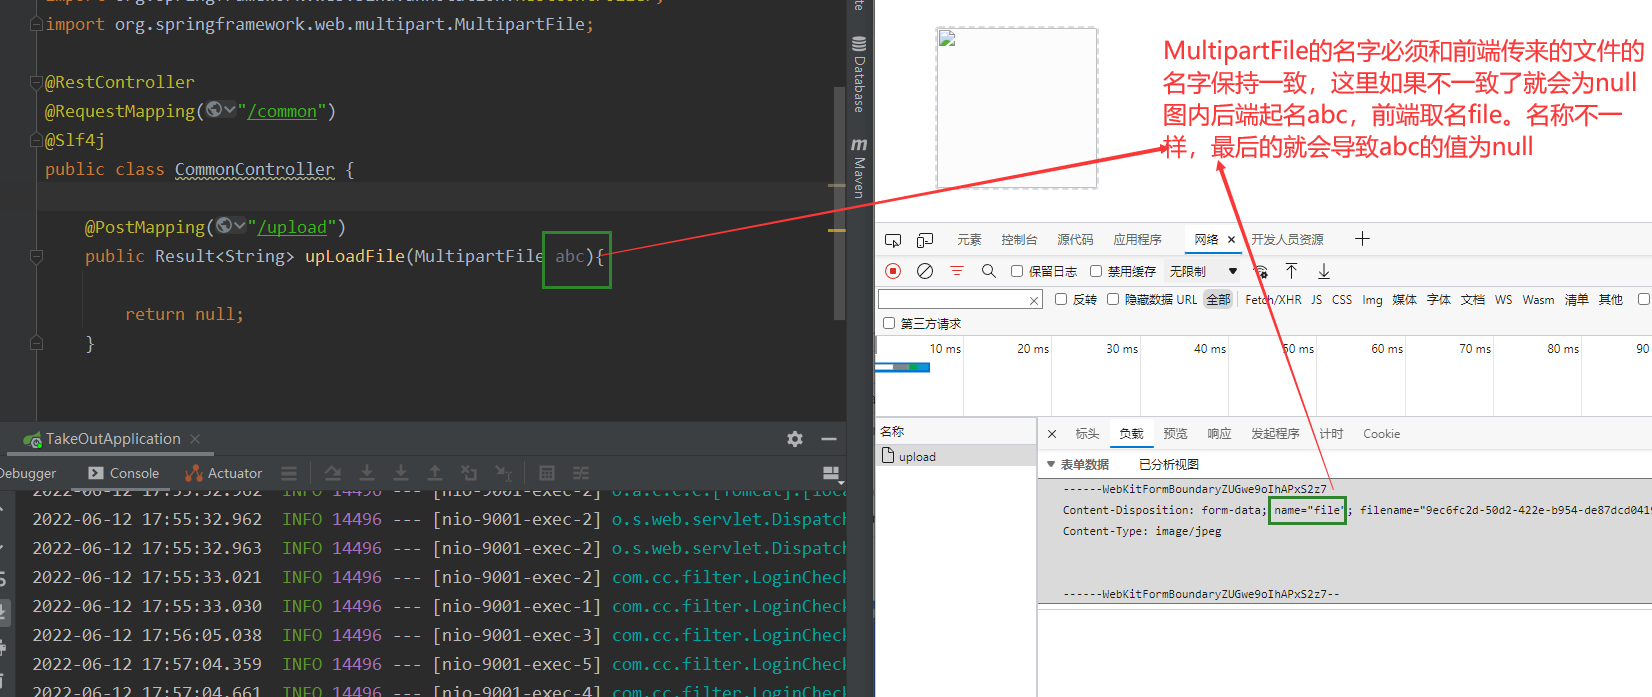 import org.springframework.web.multipart.MultipartFile;
@RestController
@RequestMapping("/common")
@Slf4j
public class CommonController {
@PostMapping("/upload")
public Result<String> upLoadFile(MultipartFile abc){
return null;
}
Database
Maven
MultipartFile的名字必须和前端传来的文件的
名字保持一致，这里如果不一致了就会为null
图内后端起名abc，前端取名file。名称不一
样，最后的就会导致abc的值为null
元素 控制台 源代码 应用程序 网络 开发人员资源
保留日志 禁用缓存 无限制
反转 隐藏数据 URL 全部 Fetch/XHR JS CSS Img 媒体 字体 文档 WS Wasm 清单 其他
第三方请求
10 ms 20 ms 30 ms 40 ms 50 ms 60 ms 70 ms 80 ms 90
名称
upload
标头 负载 预览 响应 发起程序 计时 Cookie
表单数据 已分析视图
------WebKitFormBoundaryZUGwe9oIhAPxS2z7
Content-Disposition: form-data; name="file"; filename="9ec6fc2d-50d2-422e-b954-de87dcd041
Content-Type: image/jpeg
------WebKitFormBoundaryZUGwe9oIhAPxS2z7--
TakeOutApplication
Debugger Console Actuator
2022-06-12 17:55:32.962 INFO 14496 --- [nio-9001-exec-2] o.a.c.c.C.[Tomcat].[loca
2022-06-12 17:55:32.962 INFO 14496 --- [nio-9001-exec-2] o.s.web.servlet.Dispatch
2022-06-12 17:55:32.963 INFO 14496 --- [nio-9001-exec-2] o.s.web.servlet.Dispatch
2022-06-12 17:55:33.021 INFO 14496 --- [nio-9001-exec-2] com.cc.filter.LoginCheck
2022-06-12 17:55:33.030 INFO 14496 --- [nio-9001-exec-1] com.cc.filter.LoginCheck
2022-06-12 17:56:05.038 INFO 14496 --- [nio-9001-exec-3] com.cc.filter.LoginCheck
2022-06-12 17:57:04.359 INFO 14496 --- [nio-9001-exec-5] com.cc.filter.LoginCheck
2022-06-12 17:57:04.661 INFO 14496 --- [nio-9001-exec-4] com.cc.filter.LoginCheck